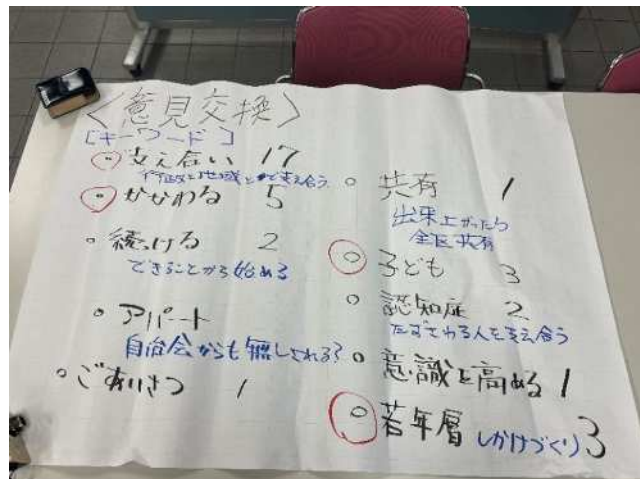 〈意見交換〉
[キーワード]
◦ 支え合い 17
行政と地域とで支え合う
◦ かかわる 5
◦ 続ける 2
できることから始める
◦ アパート
自治会からも無しされる?
◦ ごあいさつ 1
◦ 共有 1
出来上がったら
全区共有
◦ 子ども 3
◦ 認知症 2
たずさわる人を支え合う
◦ 意識を高める 1
◦ 若年層 しかけづくり 3